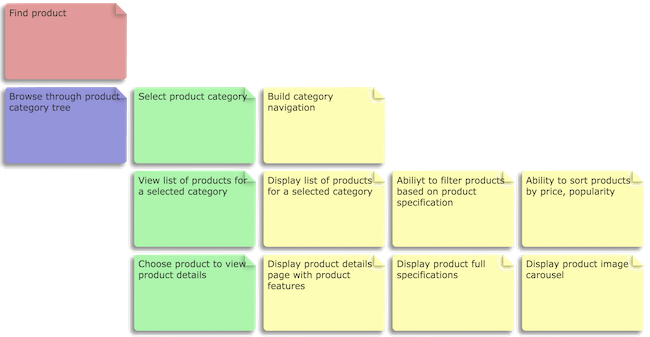 Find product
Browse through product
category tree
Select product category
Build category
navigation
View list of products for
a selected category
Display list of products
for a selected category
Abiliyt to filter products
based on product
specification
Ability to sort products
by price, popularity
Choose product to view
product details
Display product details
page with product
features
Display product full
specifications
Display product image
carousel